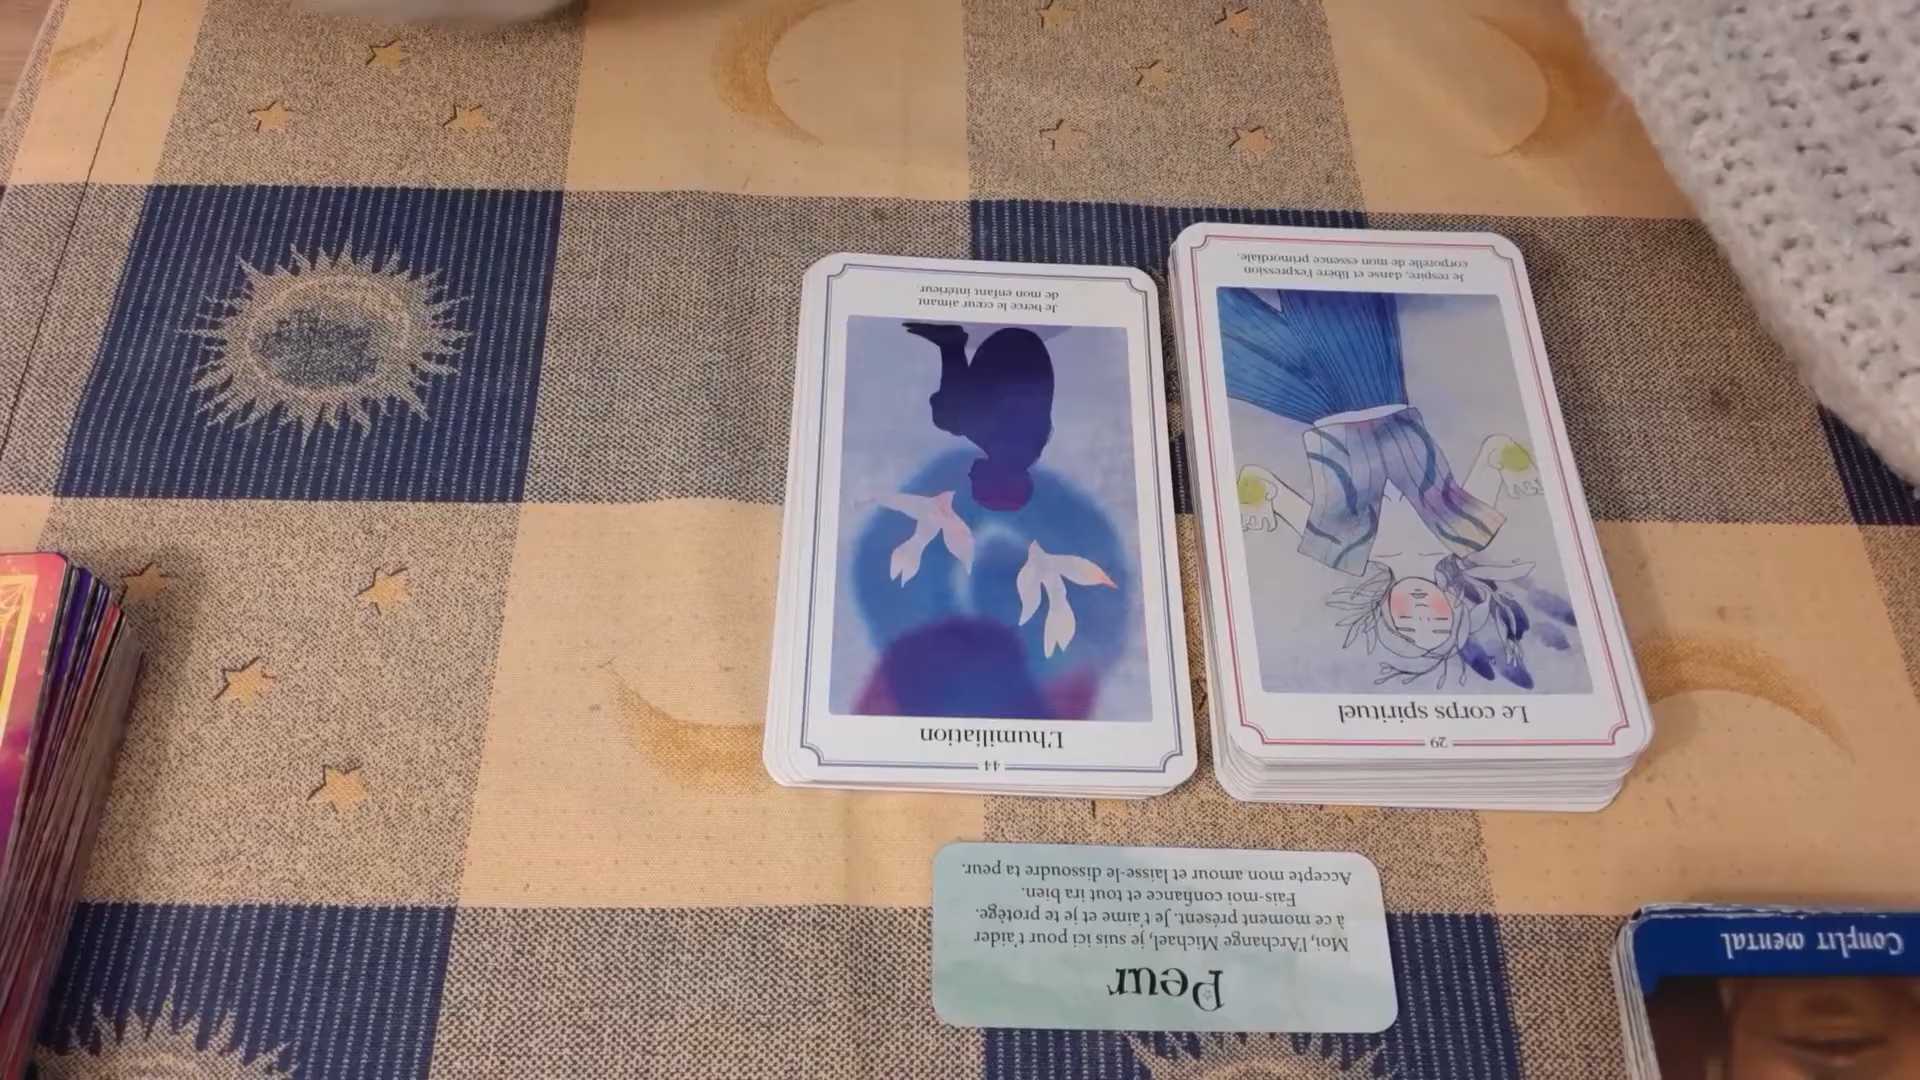 44
L'humiliation
Je berce le cœur aimant
de mon enfant intérieur.
29
Le corps spirituel
Je respire, danse et libère l'expression
corporelle de mon essence primordiale.
Peur
Moi, l'Archange Michael, je suis ici pour t'aider
à ce moment présent. Je t'aime et je te protège.
Fais-moi confiance et tout ira bien.
Accepte mon amour et laisse-le dissoudre ta peur.
Conflit mental